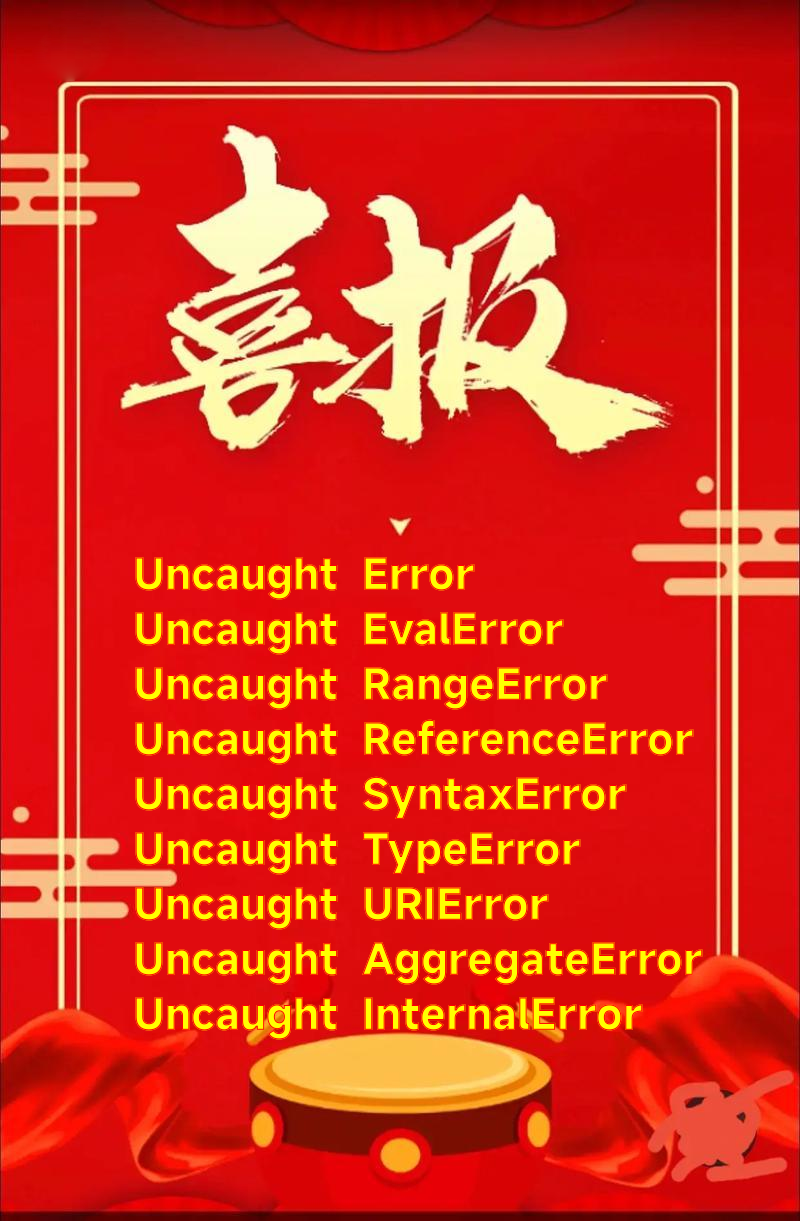 喜报
Uncaught Error
Uncaught EvalError
Uncaught RangeError
Uncaught ReferenceError
Uncaught SyntaxError
Uncaught TypeError
Uncaught URIError
Uncaught AggregateError
Uncaught InternalError